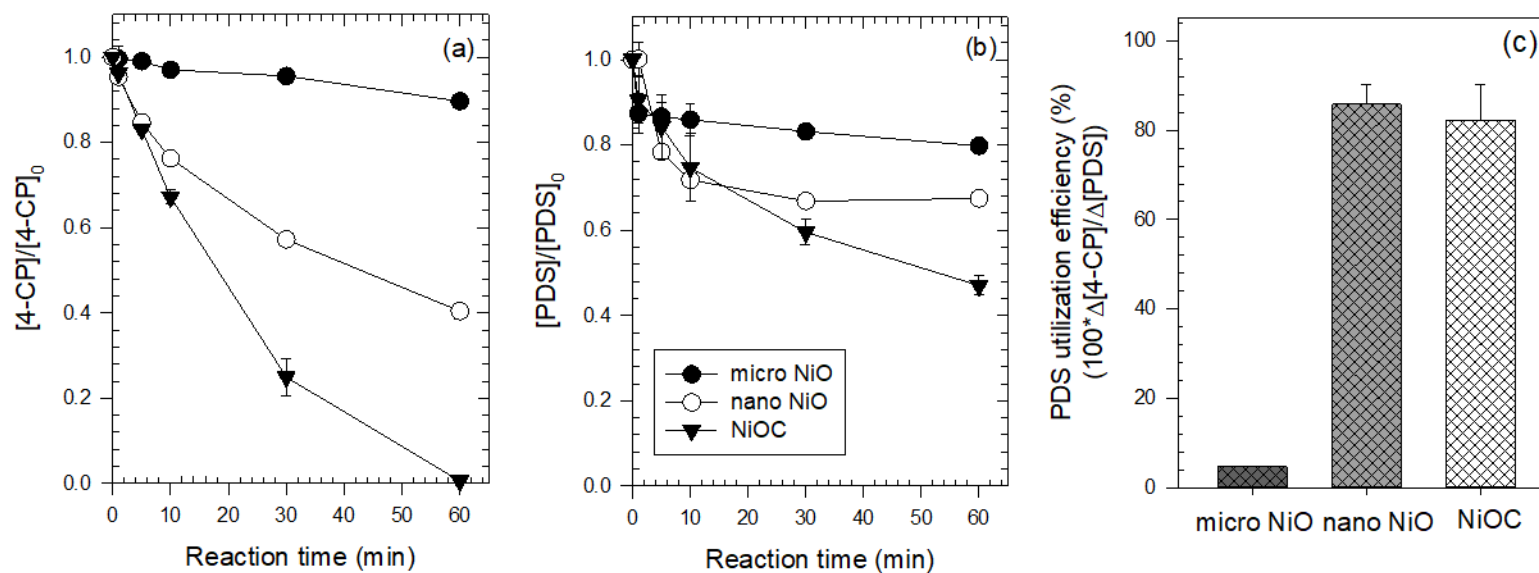 (a)
[4-CP]/[4-CP]0
1.0
0.8
0.6
0.4
0.2
0.0
0 10 20 30 40 50 60
Reaction time (min)
(b)
[PDS]/[PDS]0
1.0
0.8
0.6
0.4
0.2
0.0
micro NiO
nano NiO
NiOC
0 10 20 30 40 50 60
Reaction time (min)
(c)
PDS utilization efficiency (%)
(100*Δ[4-CP]/Δ[PDS])
100
80
60
40
20
0
micro NiO nano NiO NiOC